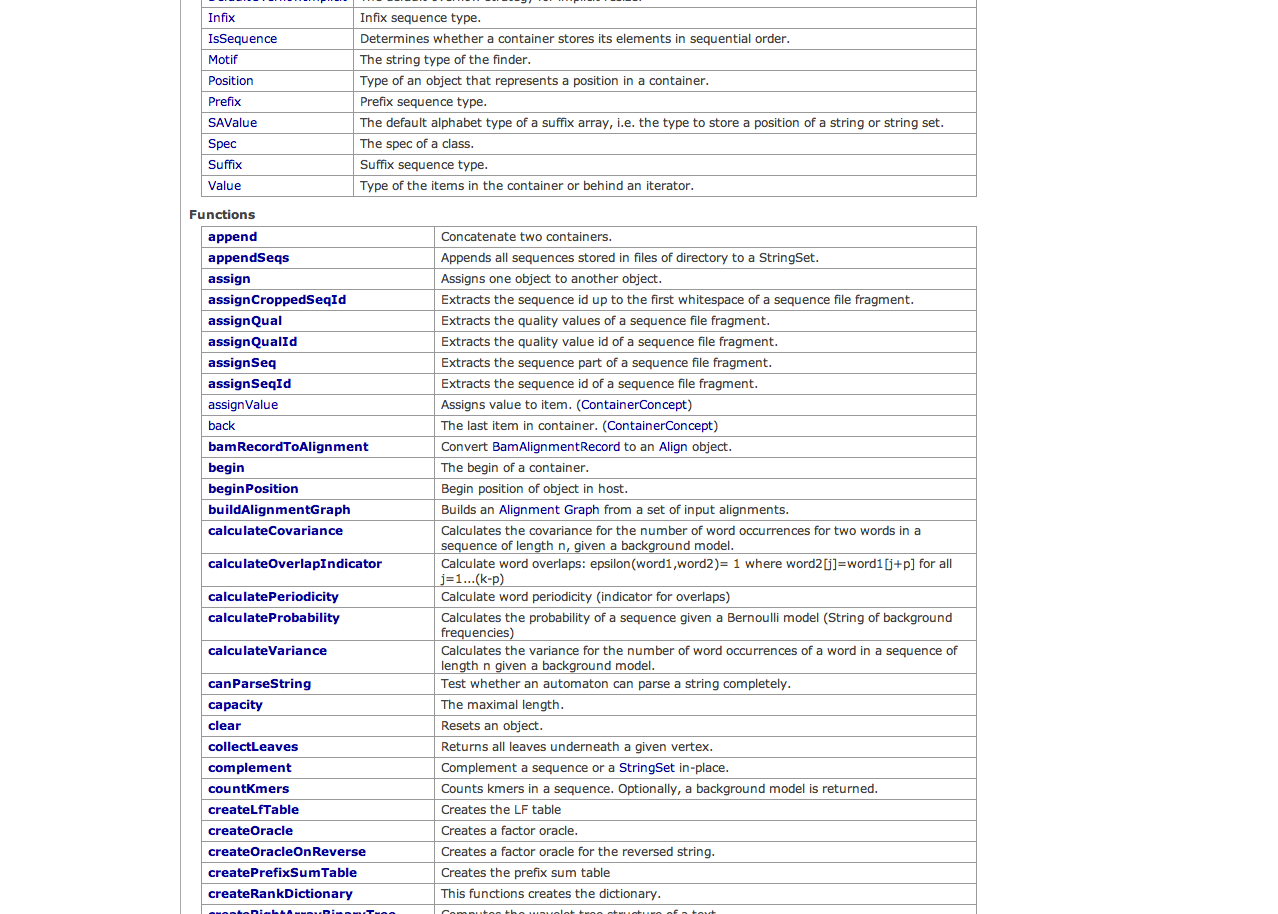 Infix Infix sequence type.
IsSequence Determines whether a container stores its elements in sequential order.
Motif The string type of the finder.
Position Type of an object that represents a position in a container.
Prefix Prefix sequence type.
SAValue The default alphabet type of a suffix array, i.e. the type to store a position of a string or string set.
Spec The spec of a class.
Suffix Suffix sequence type.
Value Type of the items in the container or behind an iterator.
Functions
append Concatenate two containers.
appendSeqs Appends all sequences stored in files of directory to a StringSet.
assign Assigns one object to another object.
assignCroppedSeqId Extracts the sequence id up to the first whitespace of a sequence file fragment.
assignQual Extracts the quality values of a sequence file fragment.
assignQualId Extracts the quality value id of a sequence file fragment.
assignSeq Extracts the sequence part of a sequence file fragment.
assignSeqId Extracts the sequence id of a sequence file fragment.
assignValue Assigns value to item. (ContainerConcept)
back The last item in container. (ContainerConcept)
bamRecordToAlignment Convert BamAlignmentRecord to an Align object.
begin The begin of a container.
beginPosition Begin position of object in host.
buildAlignmentGraph Builds an Alignment Graph from a set of input alignments.
calculateCovariance Calculates the covariance for the number of word occurrences for two words in a
sequence of length n, given a background model.
calculateOverlapIndicator Calculate word overlaps: epsilon(word1,word2)= 1 where word2[j]=word1[j+p] for all
j=1...(k-p)
calculatePeriodicity Calculate word periodicity (indicator for overlaps)
calculateProbability Calculates the probability of a sequence given a Bernoulli model (String of background
frequencies)
calculateVariance Calculates the variance for the number of word occurrences of a word in a sequence of
length n given a background model.
canParseString Test whether an automaton can parse a string completely.
capacity The maximal length.
clear Resets an object.
collectLeaves Returns all leaves underneath a given vertex.
complement Complement a sequence or a StringSet in-place.
countKmers Counts kmers in a sequence. Optionally, a background model is returned.
createLfTable Creates the LF table
createOracle Creates a factor oracle.
createOracleOnReverse Creates a factor oracle for the reversed string.
createPrefixSumTable Creates the prefix sum table
createRankDictionary This functions creates the dictionary.
createRightArrayBinaryTree Computes the wavelet tree structure of a text